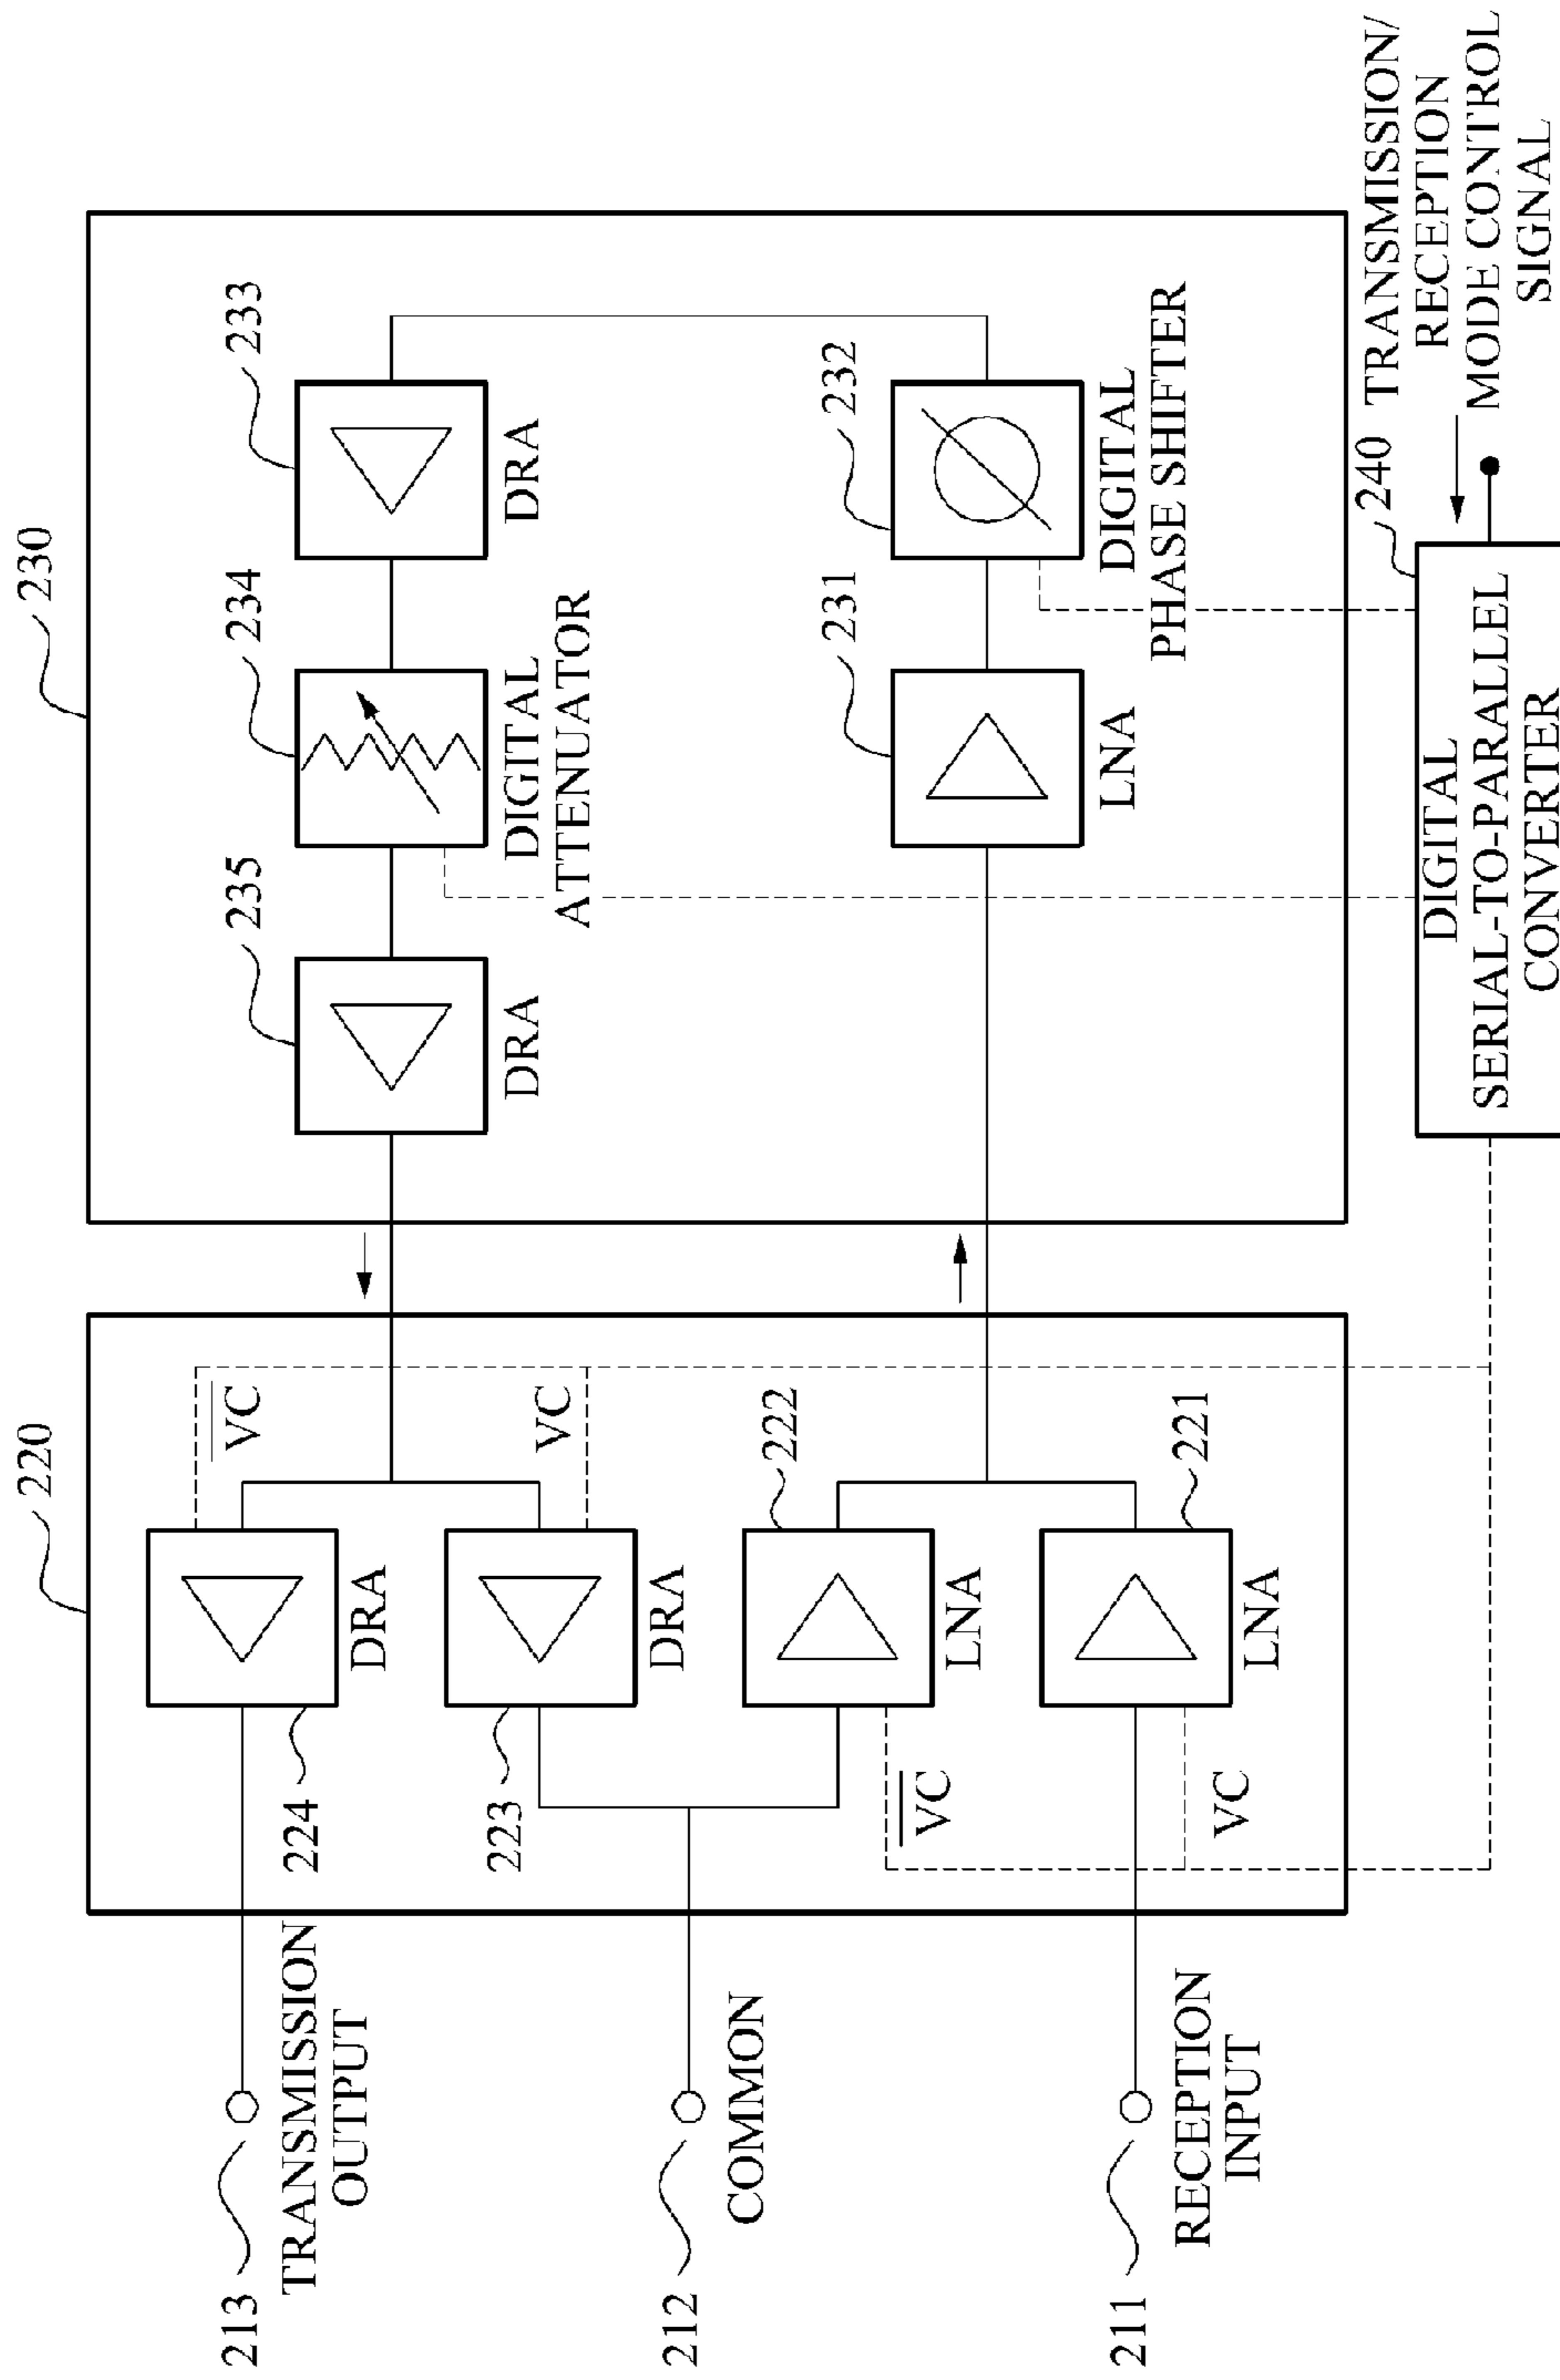 220
230
213
TRANSMISSION
OUTPUT
224
DRA
VC
235
DRA
234
DIGITAL
ATTENUATOR
233
DRA
223
DRA
VC
212
COMMON
222
LNA
VC
231
LNA
232
DIGITAL
PHASE SHIFTER
211
RECEPTION
INPUT
221
LNA
VC
240
DIGITAL
SERIAL-TO-PARALLEL
CONVERTER
TRANSMISSION/
RECEPTION
MODE CONTROL
SIGNAL